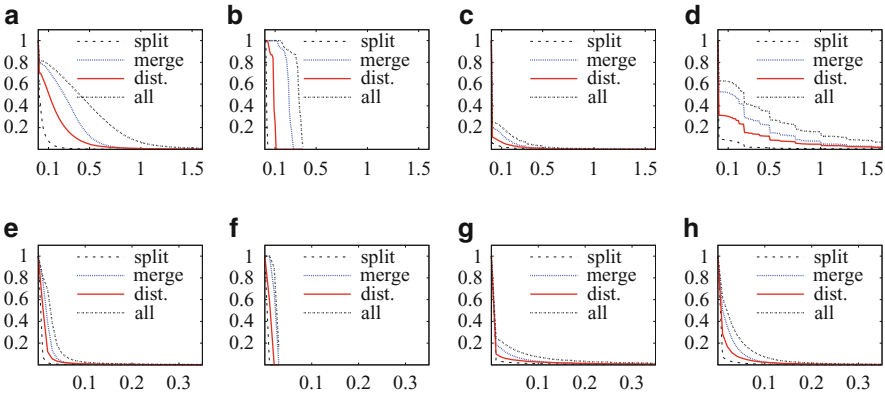 a b c d
1 split 1 split 1 split 1 split
0.8 merge 0.8 merge 0.8 merge 0.8 merge
0.6 dist. 0.6 dist. 0.6 dist. 0.6 dist.
0.4 all 0.4 all 0.4 all 0.4 all
0.2 0.2 0.2 0.2
0.1 0.5 1 1.5 0.1 0.5 1 1.5 0.1 0.5 1 1.5 0.1 0.5 1 1.5
e f g h
1 split 1 split 1 split 1 split
0.8 merge 0.8 merge 0.8 merge 0.8 merge
0.6 dist. 0.6 dist. 0.6 dist. 0.6 dist.
0.4 all 0.4 all 0.4 all 0.4 all
0.2 0.2 0.2 0.2
0.1 0.2 0.3 0.1 0.2 0.3 0.1 0.2 0.3 0.1 0.2 0.3